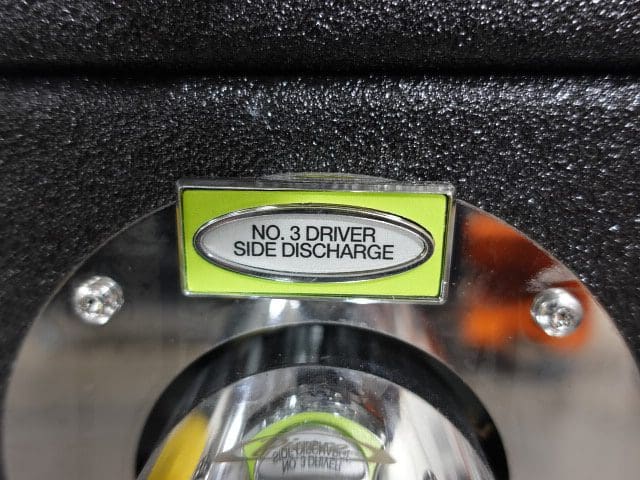 NO. 3 DRIVER
SIDE DISCHARGE